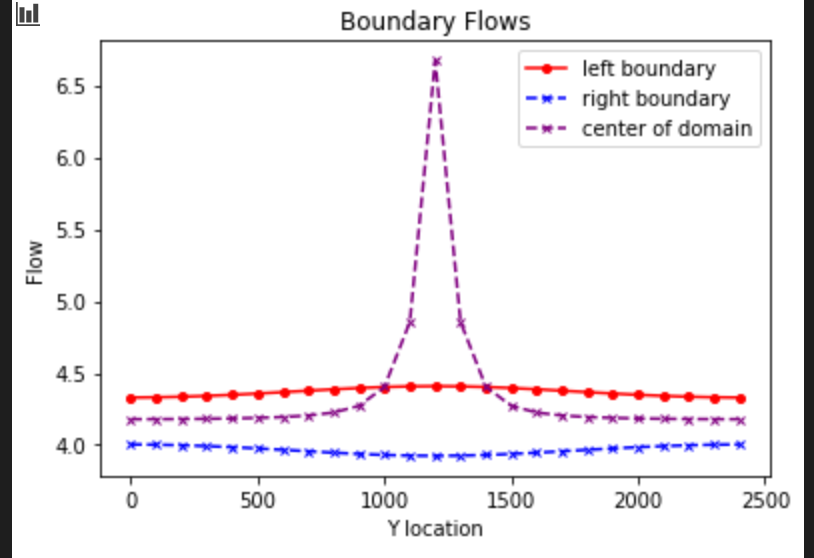 Boundary Flows
left boundary
right boundary
center of domain
6.5
6.0
5.5
5.0
4.5
4.0
Flow
0 500 1000 1500 2000 2500
Y location